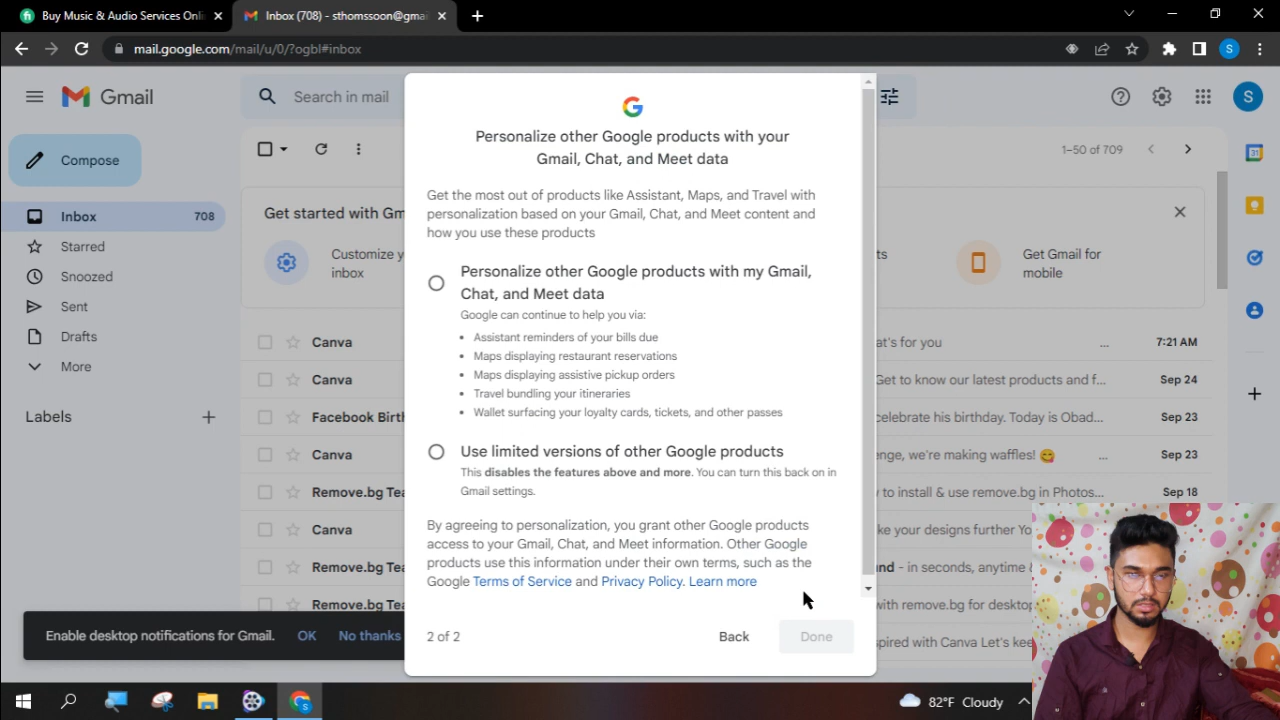 Buy Music & Audio Services Onli
Inbox (708) - sthomssoon@gmai
mail.google.com/mail/u/0/?ogbl#inbox
S
Gmail
Search in mail
S
Compose
1–50 of 709
Inbox 708
Starred
Snoozed
Sent
Drafts
More
Labels
Get started with Gm
Customize y
inbox
ts
Get Gmail for
mobile
Canva
at's for you ... 7:21 AM
Canva
Get to know our latest products and f... Sep 24
Facebook Birth
celebrate his birthday. Today is Obad... Sep 23
Canva
enge, we're making waffles! 😋 ... Sep 23
Remove.bg Tea
y to install & use remove.bg in Photos... Sep 18
Canva
ke your designs further Yo
Remove.bg Tea
und - in seconds, anytime &
Remove.bg Tea
with remove.bg for desktop
spired with Canva Let's kee
Personalize other Google products with your
Gmail, Chat, and Meet data
Get the most out of products like Assistant, Maps, and Travel with
personalization based on your Gmail, Chat, and Meet content and
how you use these products
Personalize other Google products with my Gmail,
Chat, and Meet data
Google can continue to help you via:
• Assistant reminders of your bills due
• Maps displaying restaurant reservations
• Maps displaying assistive pickup orders
• Travel bundling your itineraries
• Wallet surfacing your loyalty cards, tickets, and other passes
Use limited versions of other Google products
This disables the features above and more. You can turn this back on in
Gmail settings.
By agreeing to personalization, you grant other Google products
access to your Gmail, Chat, and Meet information. Other Google
products use this information under their own terms, such as the
Google Terms of Service and Privacy Policy. Learn more
2 of 2 Back Done
Enable desktop notifications for Gmail. OK No thanks
82°F Cloudy